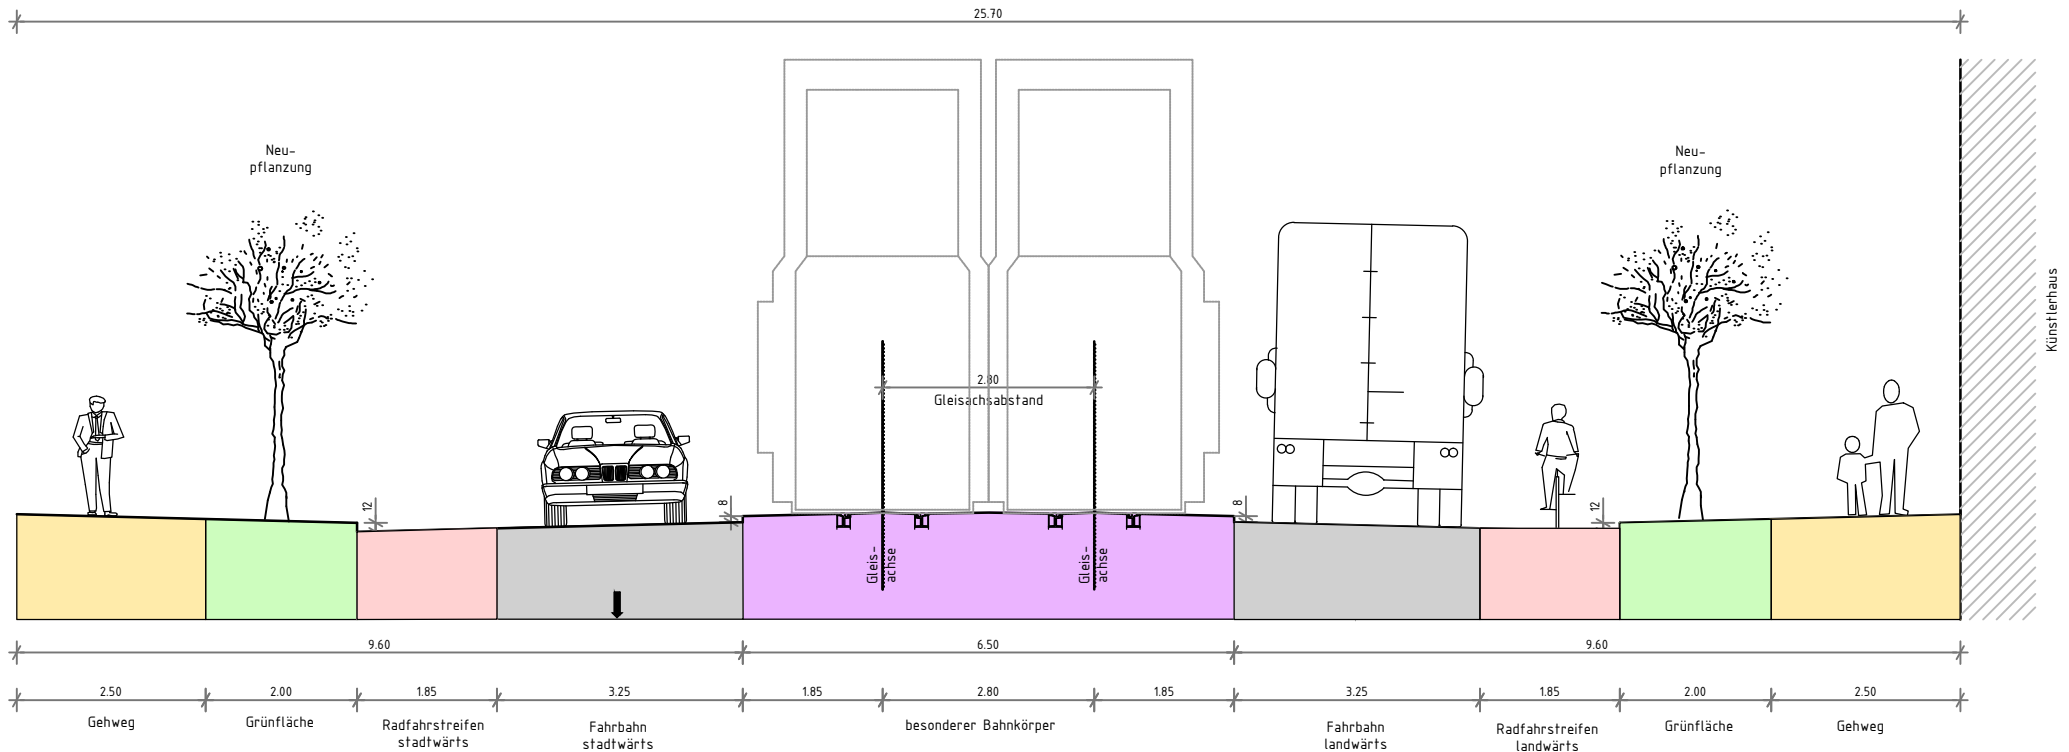 25.70
Neu-
pflanzung
Neu-
pflanzung
Künstlerhaus
2.80
Gleisachsabstand
12
8
8
12
Gleis-
achse
Gleis-
achse
9.60
6.50
9.60
2.50
2.00
1.85
3.25
1.85
2.80
1.85
3.25
1.85
2.00
2.50
Gehweg
Grünfläche
Radfahrstreifen
stadtwärts
Fahrbahn
stadtwärts
besonderer Bahnkörper
Fahrbahn
landwärts
Radfahrstreifen
landwärts
Grünfläche
Gehweg